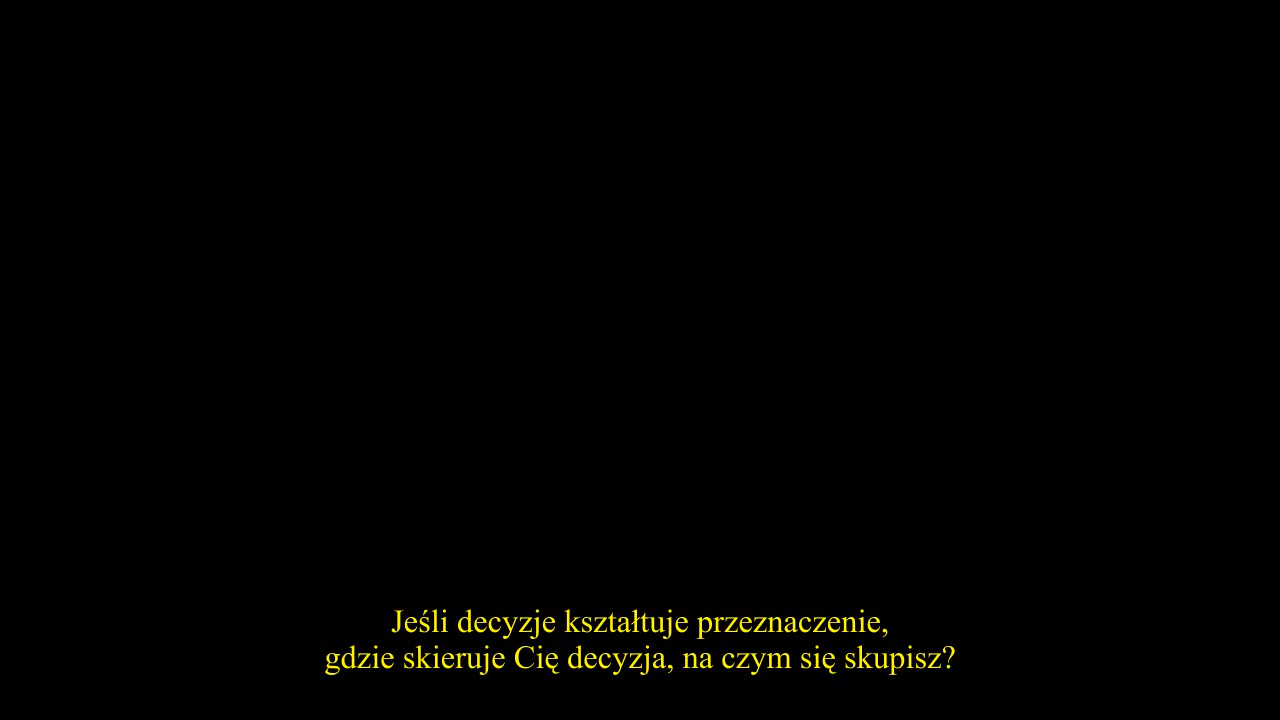 Jeśli decyzje kształtuje przeznaczenie,
gdzie skieruje Cię decyzja, na czym się skupisz?